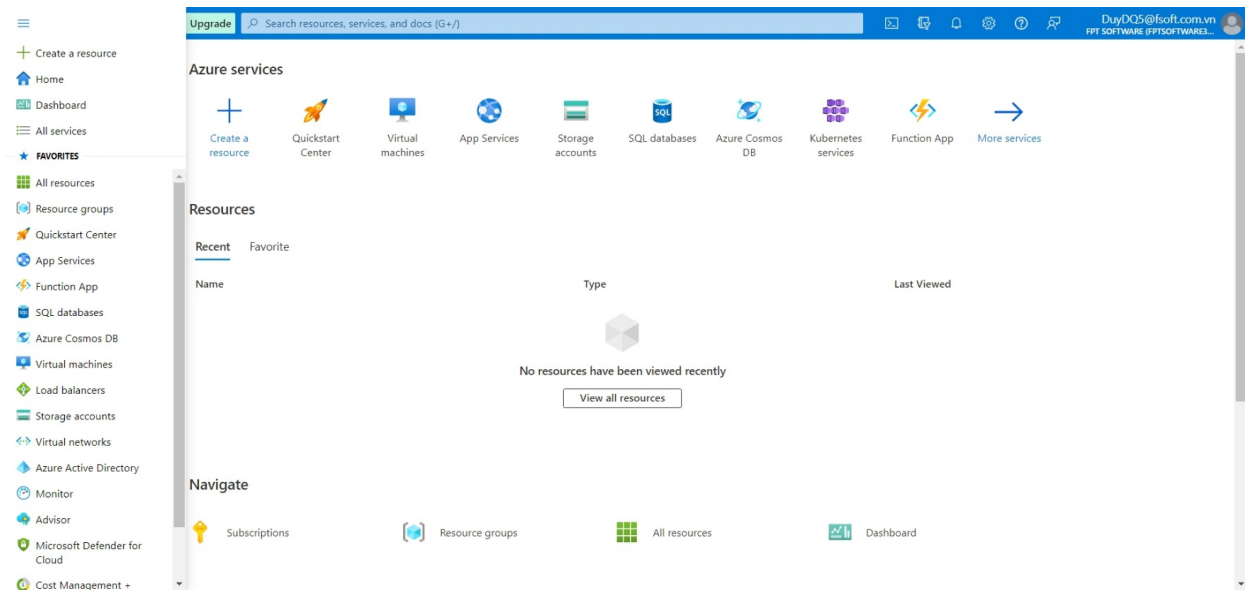 Upgrade
Search resources, services, and docs (G+/)
DuyDQ5@fsoft.com.vn
FPT SOFTWARE (FPTSOFTWARE3...
Create a resource
Home
Dashboard
All services
FAVORITES
All resources
Resource groups
Quickstart Center
App Services
Function App
SQL databases
Azure Cosmos DB
Virtual machines
Load balancers
Storage accounts
Virtual networks
Azure Active Directory
Monitor
Advisor
Microsoft Defender for
Cloud
Cost Management +
Azure services
Create a
resource
Quickstart
Center
Virtual
machines
App Services
Storage
accounts
SQL
SQL databases
Azure Cosmos
DB
Kubernetes
services
Function App
More services
Resources
Recent Favorite
Name Type Last Viewed
No resources have been viewed recently
View all resources
Navigate
Subscriptions Resource groups All resources Dashboard